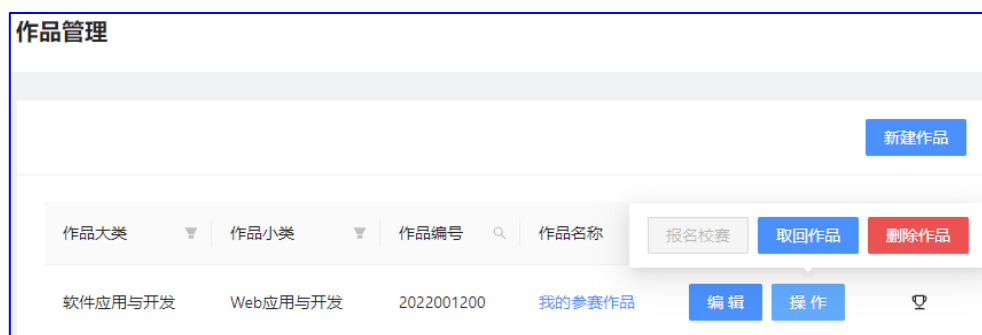 作品管理
新建作品
作品大类 作品小类 作品编号 作品名称 报名校赛 取回作品 删除作品
软件应用与开发 Web应用与开发 2022001200 我的参赛作品 编辑 操作